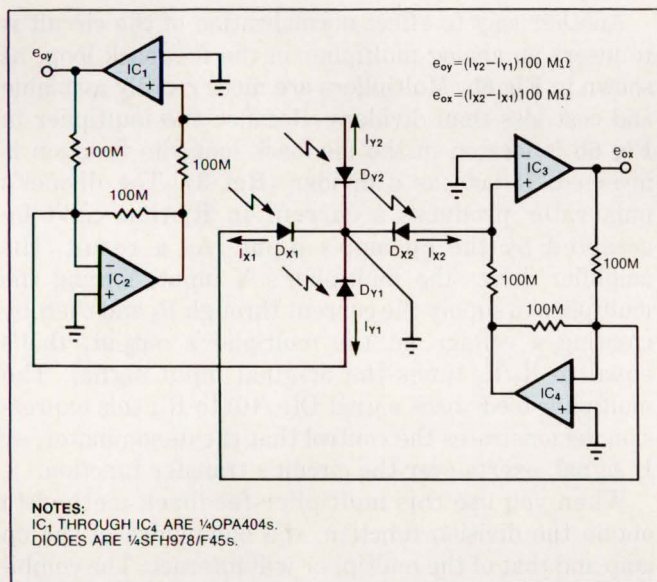 e_oy
IC1
−
+
e_oy=(I_Y2−I_Y1)100 MΩ
e_ox=(I_X2−I_X1)100 MΩ
100M
100M
I_Y2
−
IC3
+
e_ox
D_Y2
100M
I_X1
D_X1
D_X2
I_X2
100M
−
IC2
+
D_Y1
100M
100M
I_Y1
−
IC4
+
NOTES:
IC1 THROUGH IC4 ARE ¼OPA404s.
DIODES ARE ¼SFH978/F45s.